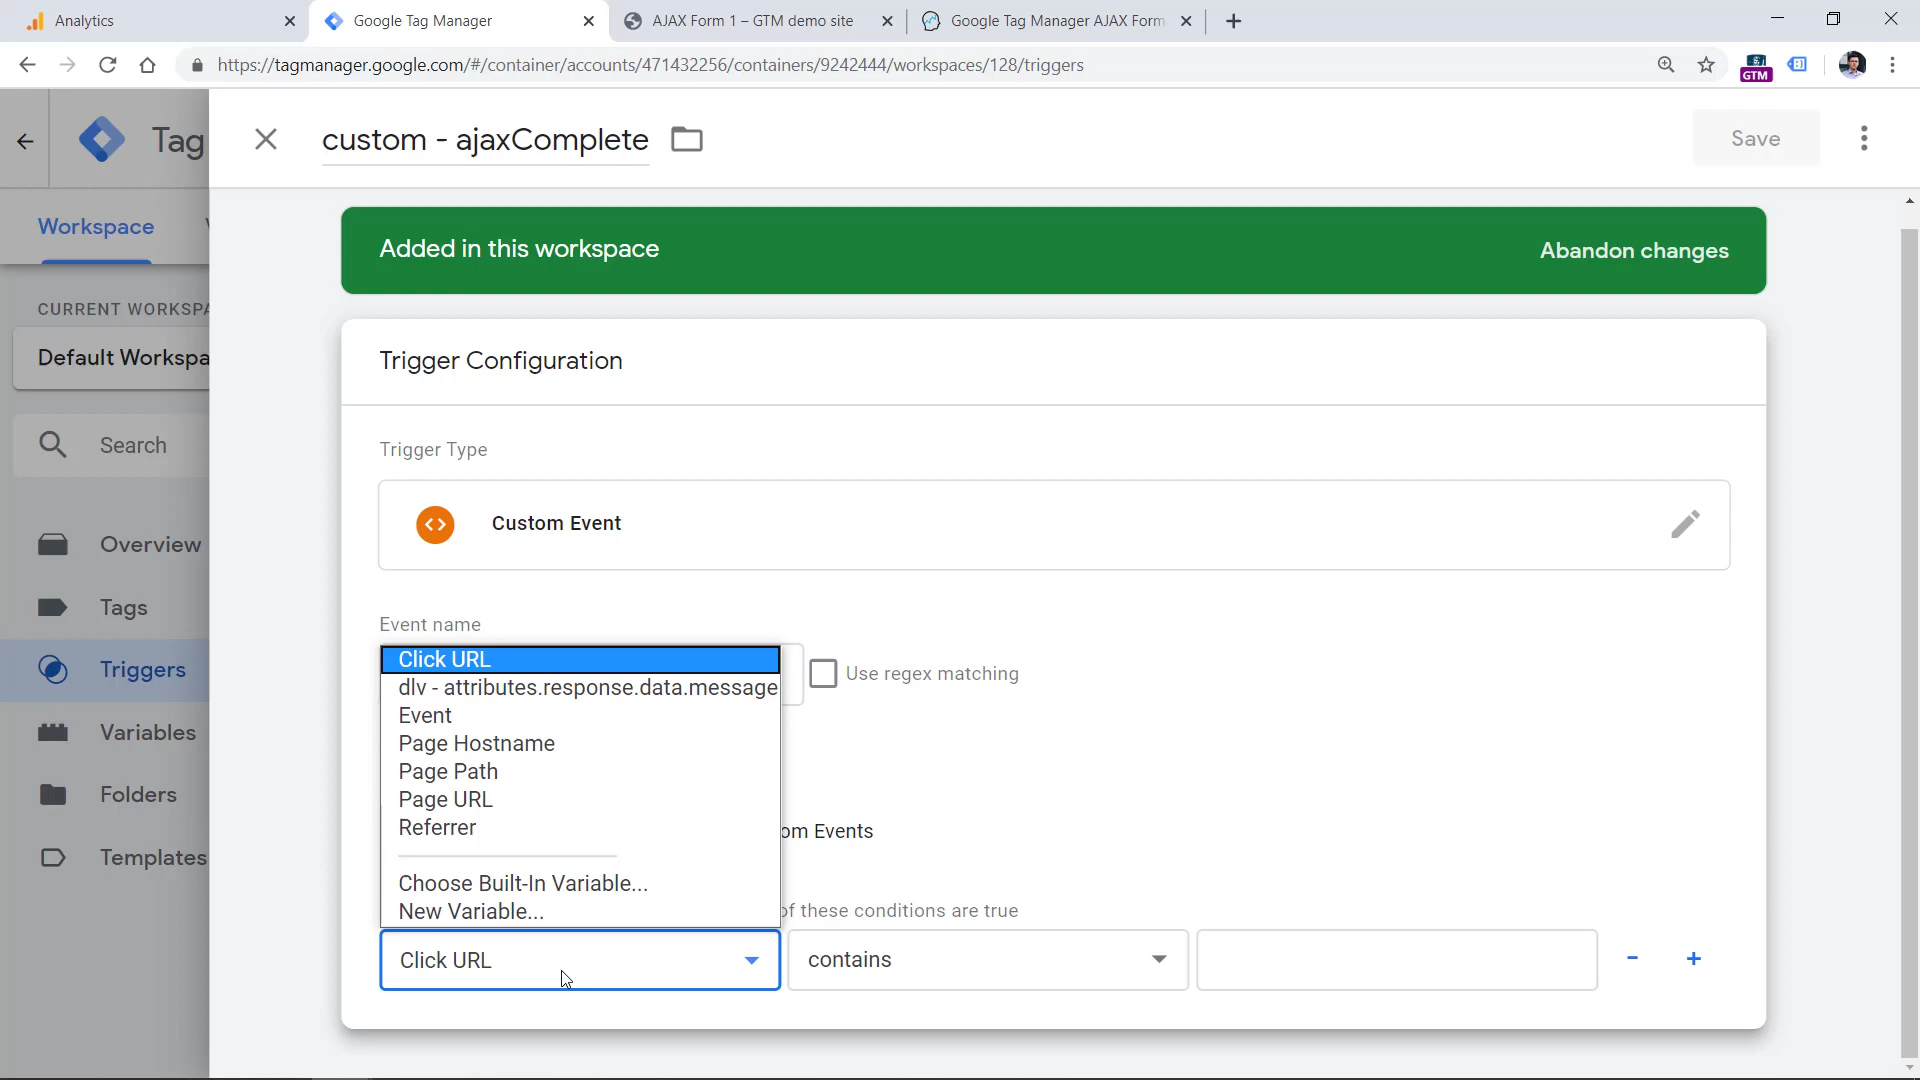 Analytics
Google Tag Manager
AJAX Form 1 – GTM demo site
Google Tag Manager AJAX Form
https://tagmanager.google.com/#/container/accounts/471432256/containers/9242444/workspaces/128/triggers
GTM
Tag
custom - ajaxComplete
Save
Workspace
Added in this workspace
Abandon changes
CURRENT WORKSPA
Default Workspa
Trigger Configuration
Search
Trigger Type
Custom Event
Overview
Tags
Triggers
Variables
Folders
Templates
Event name
Click URL
dlv - attributes.response.data.message
Event
Page Hostname
Page Path
Page URL
Referrer
Choose Built-In Variable...
New Variable...
Use regex matching
om Events
of these conditions are true
Click URL
contains
-
+